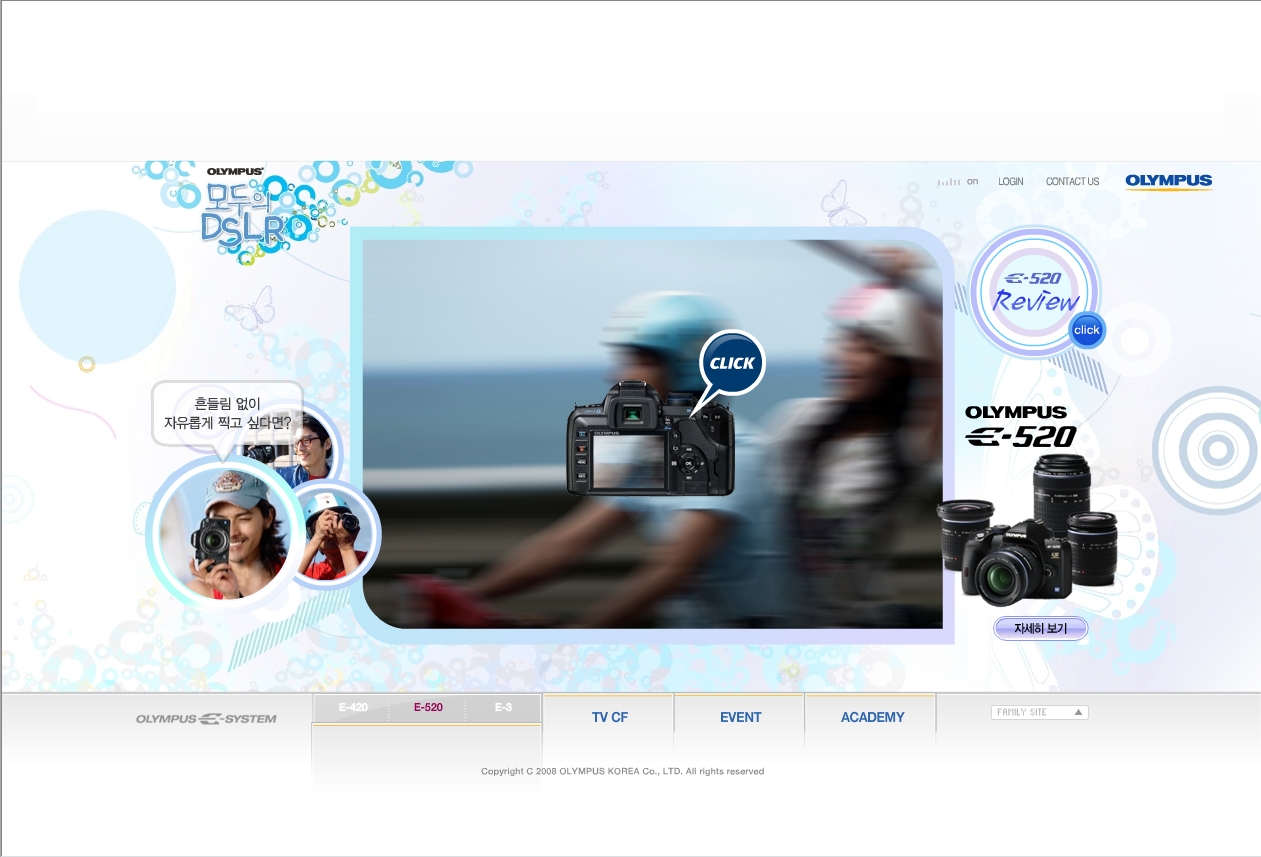 OLYMPUS
모두의
DSLR
on
LOGIN
CONTACT US
OLYMPUS
E-520
Review
click
CLICK
흔들림 없이
자유롭게 찍고 싶다면?
OLYMPUS
OLYMPUS
E-520
OLYMPUS
자세히 보기
OLYMPUS E-SYSTEM
E-420
E-520
E-3
TV CF
EVENT
ACADEMY
FAMILY SITE
Copyright C 2008 OLYMPUS KOREA Co., LTD. All rights reserved